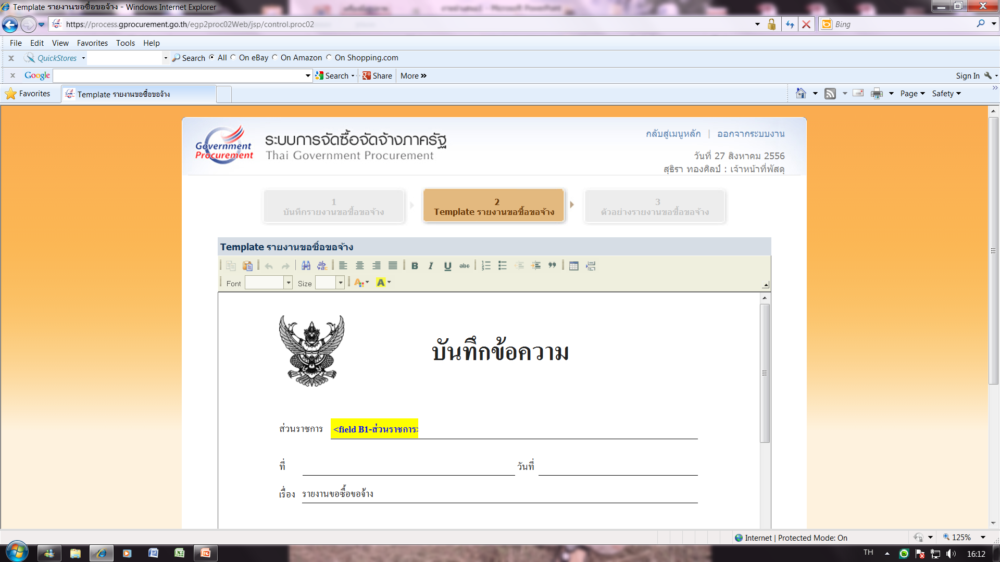 Template รายงานขอซื้อขอจ้าง - Windows Internet Explorer
https://process.gprocurement.go.th/egp2proc02Web/jsp/control.proc02
Bing
File Edit View Favorites Tools Help
x QuickStores Search All On eBay On Amazon On Shopping.com
x Google Search Share More » Sign In
Favorites Template รายงานขอซื้อขอจ้าง Page Safety »
Government Procurement
ระบบการจัดซื้อจัดจ้างภาครัฐ
Thai Government Procurement
กลับสู่เมนูหลัก | ออกจากระบบงาน
วันที่ 27 สิงหาคม 2556
สุธิรา ทองศิลป์ : เจ้าหน้าที่พัสดุ
1
บันทึกรายงานขอซื้อขอจ้าง
2
Template รายงานขอซื้อขอจ้าง
3
ตัวอย่างรายงานขอซื้อขอจ้าง
Template รายงานขอซื้อขอจ้าง
B I U abc
Font Size A A
บันทึกข้อความ
ส่วนราชการ <field B1-ส่วนราชการ>
ที่ วันที่
เรื่อง รายงานขอซื้อขอจ้าง
Internet | Protected Mode: On 125%
TH 16:12